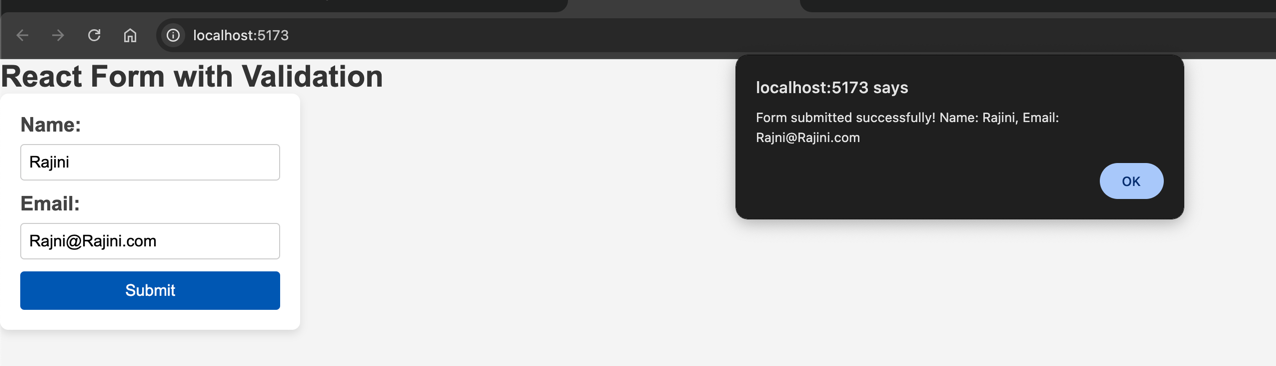 localhost:5173
React Form with Validation
localhost:5173 says
Form submitted successfully! Name: Rajini, Email:
Rajni@Rajini.com
OK
Name:
Rajini
Email:
Rajni@Rajini.com
Submit